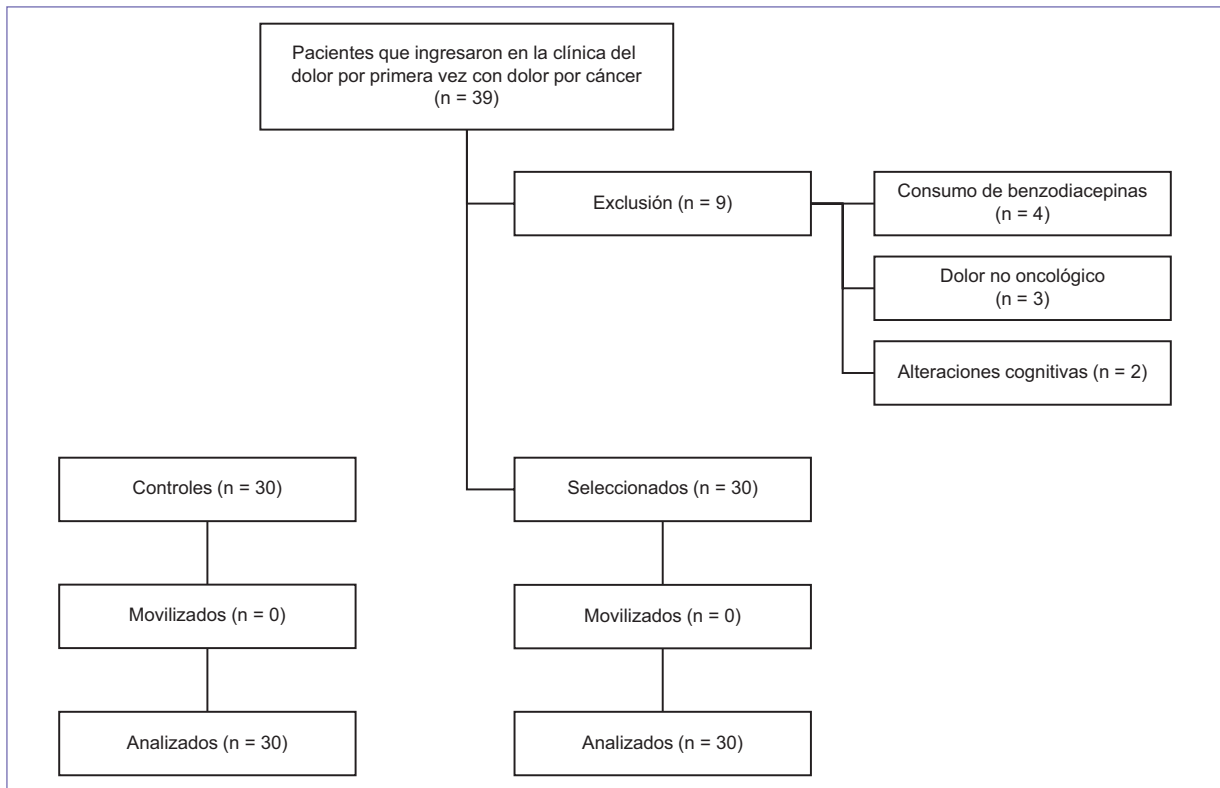 Pacientes que ingresaron en la clínica del
dolor por primera vez con dolor por cáncer
(n = 39)
Exclusión (n = 9)
Consumo de benzodiacepinas
(n = 4)
Dolor no oncológico
(n = 3)
Alteraciones cognitivas (n = 2)
Controles (n = 30)
Seleccionados (n = 30)
Movilizados (n = 0)
Movilizados (n = 0)
Analizados (n = 30)
Analizados (n = 30)